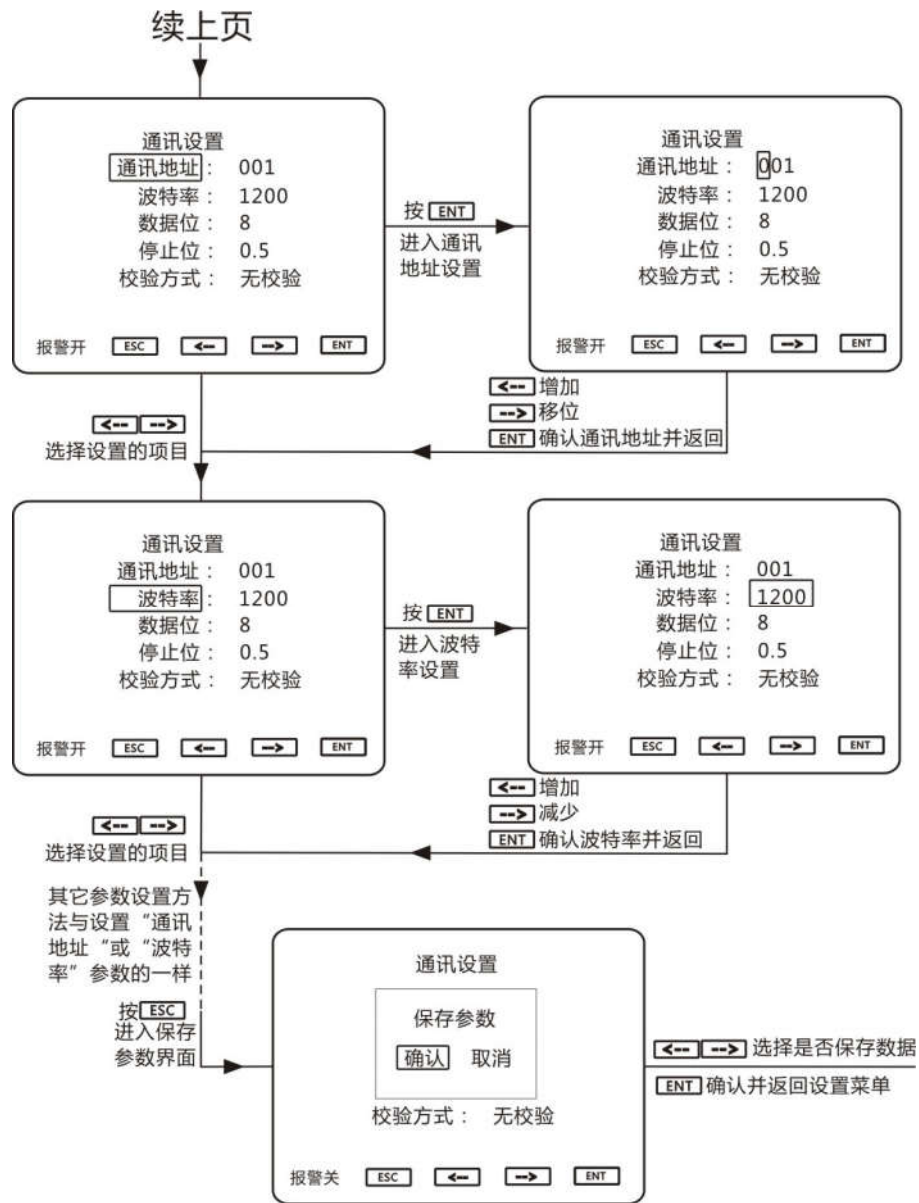 续上页
通讯设置
通讯地址： 001
波特率： 1200
数据位： 8
停止位： 0.5
校验方式： 无校验
报警开 ESC <-- --> ENT
按 ENT
进入通讯
地址设置
通讯设置
通讯地址： 001
波特率： 1200
数据位： 8
停止位： 0.5
校验方式： 无校验
报警开 ESC <-- --> ENT
<-- 增加
--> 移位
ENT 确认通讯地址并返回
<-- -->
选择设置的项目
通讯设置
通讯地址： 001
波特率： 1200
数据位： 8
停止位： 0.5
校验方式： 无校验
报警开 ESC <-- --> ENT
按 ENT
进入波特
率设置
通讯设置
通讯地址： 001
波特率： 1200
数据位： 8
停止位： 0.5
校验方式： 无校验
报警开 ESC <-- --> ENT
<-- 增加
--> 减少
ENT 确认波特率并返回
<-- -->
选择设置的项目
其它参数设置方
法与设置“通讯
地址“或“波特
率”参数的一样
按 ESC
进入保存
参数界面
通讯设置
保存参数
确认 取消
校验方式： 无校验
报警关 ESC <-- --> ENT
<-- --> 选择是否保存数据
ENT 确认并返回设置菜单